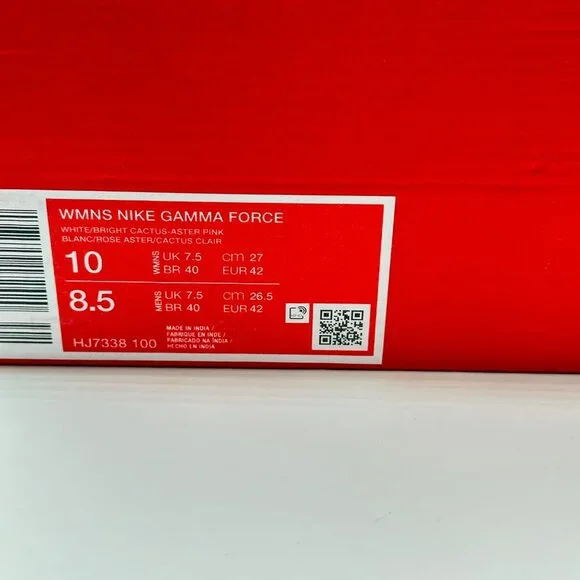 WMNS NIKE GAMMA FORCE
WHITE/BRIGHT CACTUS-ASTER PINK
BLANC/ROSE ASTER/CACTUS CLAIR
10 WMNS UK 7.5 cm 27
BR 40 EUR 42
8.5 MENS UK 7.5 cm 26.5
BR 40 EUR 42
HJ7338 100
MADE IN INDIA /
FABRIQUE EN INDE /
FABRICADO NA ÍNDIA /
HECHO EN INDIA